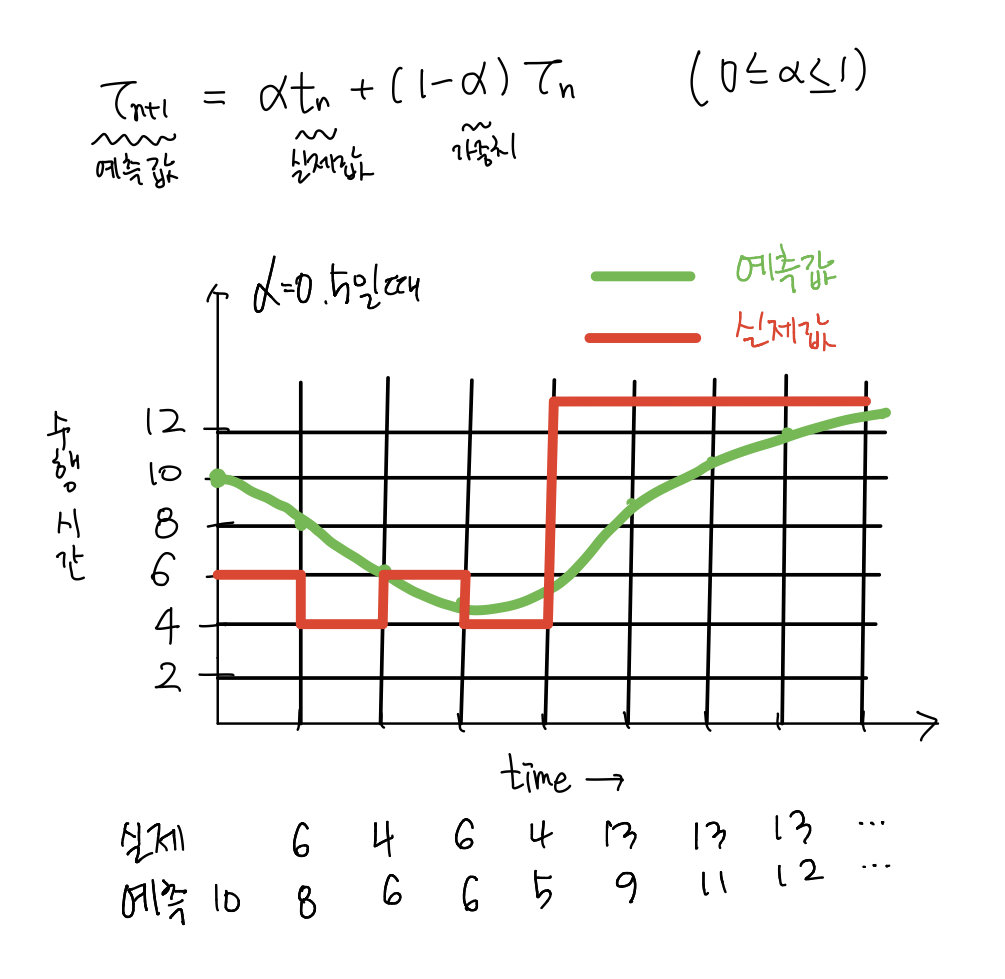 τn+1 = αtn + (1-α) τn (0≤α≤1)
예측값 실제값 가중치
α=0.5일때
예측값
실제값
수행시간
12
10
8
6
4
2
time →
실제 6 4 6 4 13 13 13 ...
예측 10 8 6 6 5 9 11 12 ...